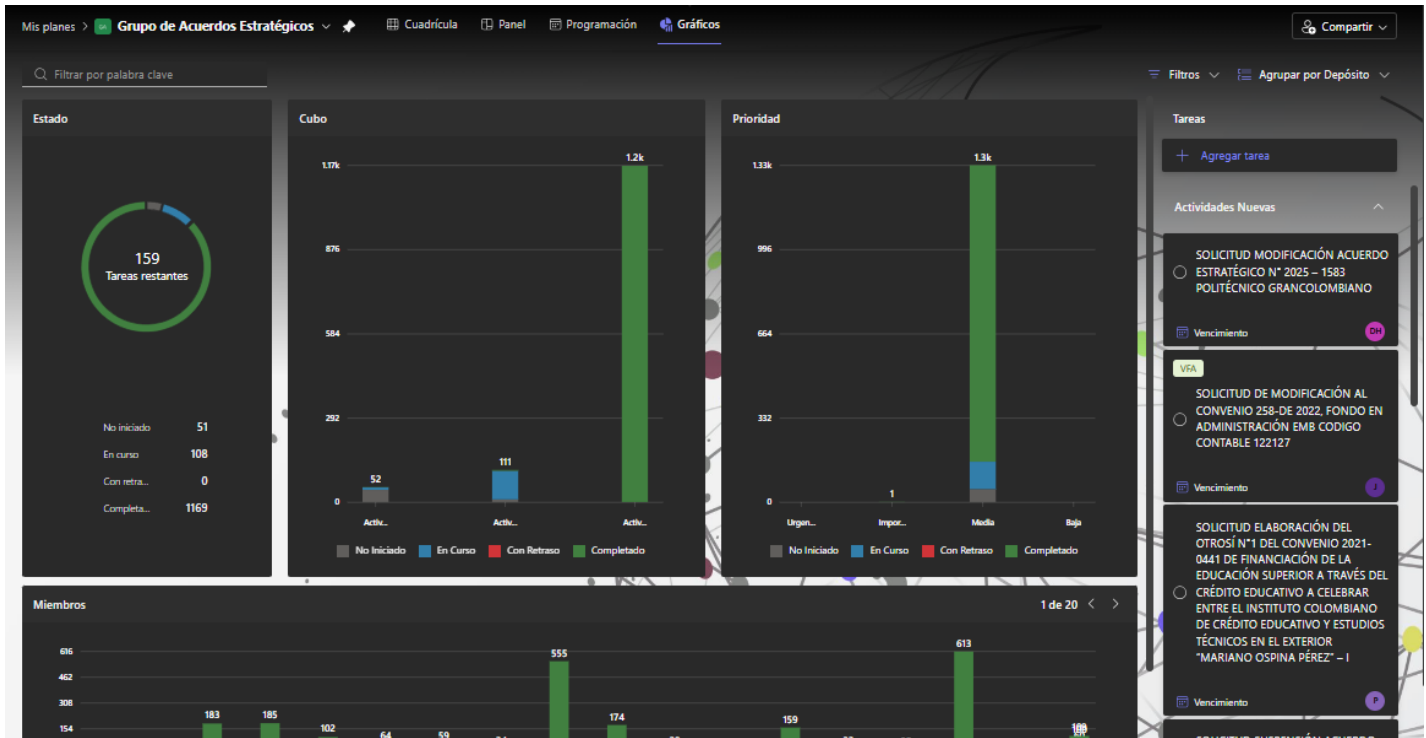 Mis planes > GA Grupo de Acuerdos Estratégicos
Cuadrícula Panel Programación Gráficos
Compartir
Filtrar por palabra clave
Filtros Agrupar por Depósito
Estado
159
Tareas restantes
No iniciado 51
En curso 108
Con retra... 0
Completa... 1169
Cubo
1.17k
876
584
292
0
52
111
1.2k
Activ... Activ... Activ...
No Iniciado En Curso Con Retraso Completado
Prioridad
1.33k
996
664
332
0
1
1.3k
Urgen... Impor... Media Baja
No Iniciado En Curso Con Retraso Completado
Tareas
+ Agregar tarea
Actividades Nuevas
SOLICITUD MODIFICACIÓN ACUERDO
ESTRATÉGICO N° 2025 – 1583
POLITÉCNICO GRANCOLOMBIANO
Vencimiento DH
VFA
SOLICITUD DE MODIFICACIÓN AL
CONVENIO 258-DE 2022, FONDO EN
ADMINISTRACIÓN EMB CODIGO
CONTABLE 122127
Vencimiento J
SOLICITUD ELABORACIÓN DEL
OTROSÍ N°1 DEL CONVENIO 2021-
0441 DE FINANCIACIÓN DE LA
EDUCACIÓN SUPERIOR A TRAVÉS DEL
CRÉDITO EDUCATIVO A CELEBRAR
ENTRE EL INSTITUTO COLOMBIANO
DE CRÉDITO EDUCATIVO Y ESTUDIOS
TÉCNICOS EN EL EXTERIOR
"MARIANO OSPINA PÉREZ" – I
Vencimiento P
Miembros
1 de 20
616
462
308
154
183 185 102 64 59 555 174 159 613